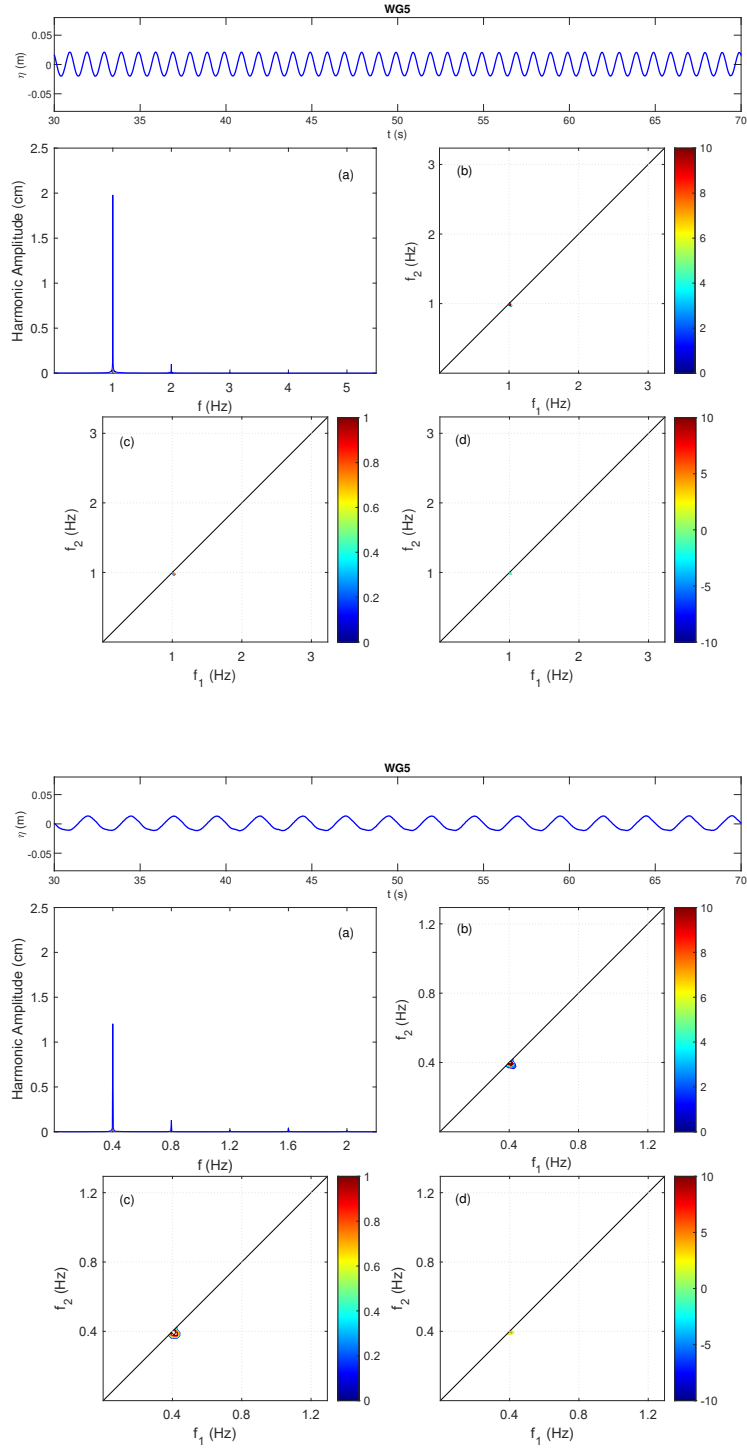 WG5
0.05
0
-0.05
η (m)
30 35 40 45 50 55 60 65 70
t (s)
2.5
2
1.5
1
0.5
0
Harmonic Amplitude (cm)
(a)
1 2 3 4 5
f (Hz)
3
2
1
f2 (Hz)
(b)
1 2 3
f1 (Hz)
10
8
6
4
2
0
3
2
1
f2 (Hz)
(c)
1 2 3
f1 (Hz)
1
0.8
0.6
0.4
0.2
0
3
2
1
f2 (Hz)
(d)
1 2 3
f1 (Hz)
10
5
0
-5
-10
WG5
0.05
0
-0.05
η (m)
30 35 40 45 50 55 60 65 70
t (s)
2.5
2
1.5
1
0.5
0
Harmonic Amplitude (cm)
(a)
0.4 0.8 1.2 1.6 2
f (Hz)
1.2
0.8
0.4
f2 (Hz)
(b)
0.4 0.8 1.2
f1 (Hz)
10
8
6
4
2
0
1.2
0.8
0.4
f2 (Hz)
(c)
0.4 0.8 1.2
f1 (Hz)
1
0.8
0.6
0.4
0.2
0
1.2
0.8
0.4
f2 (Hz)
(d)
0.4 0.8 1.2
f1 (Hz)
10
5
0
-5
-10